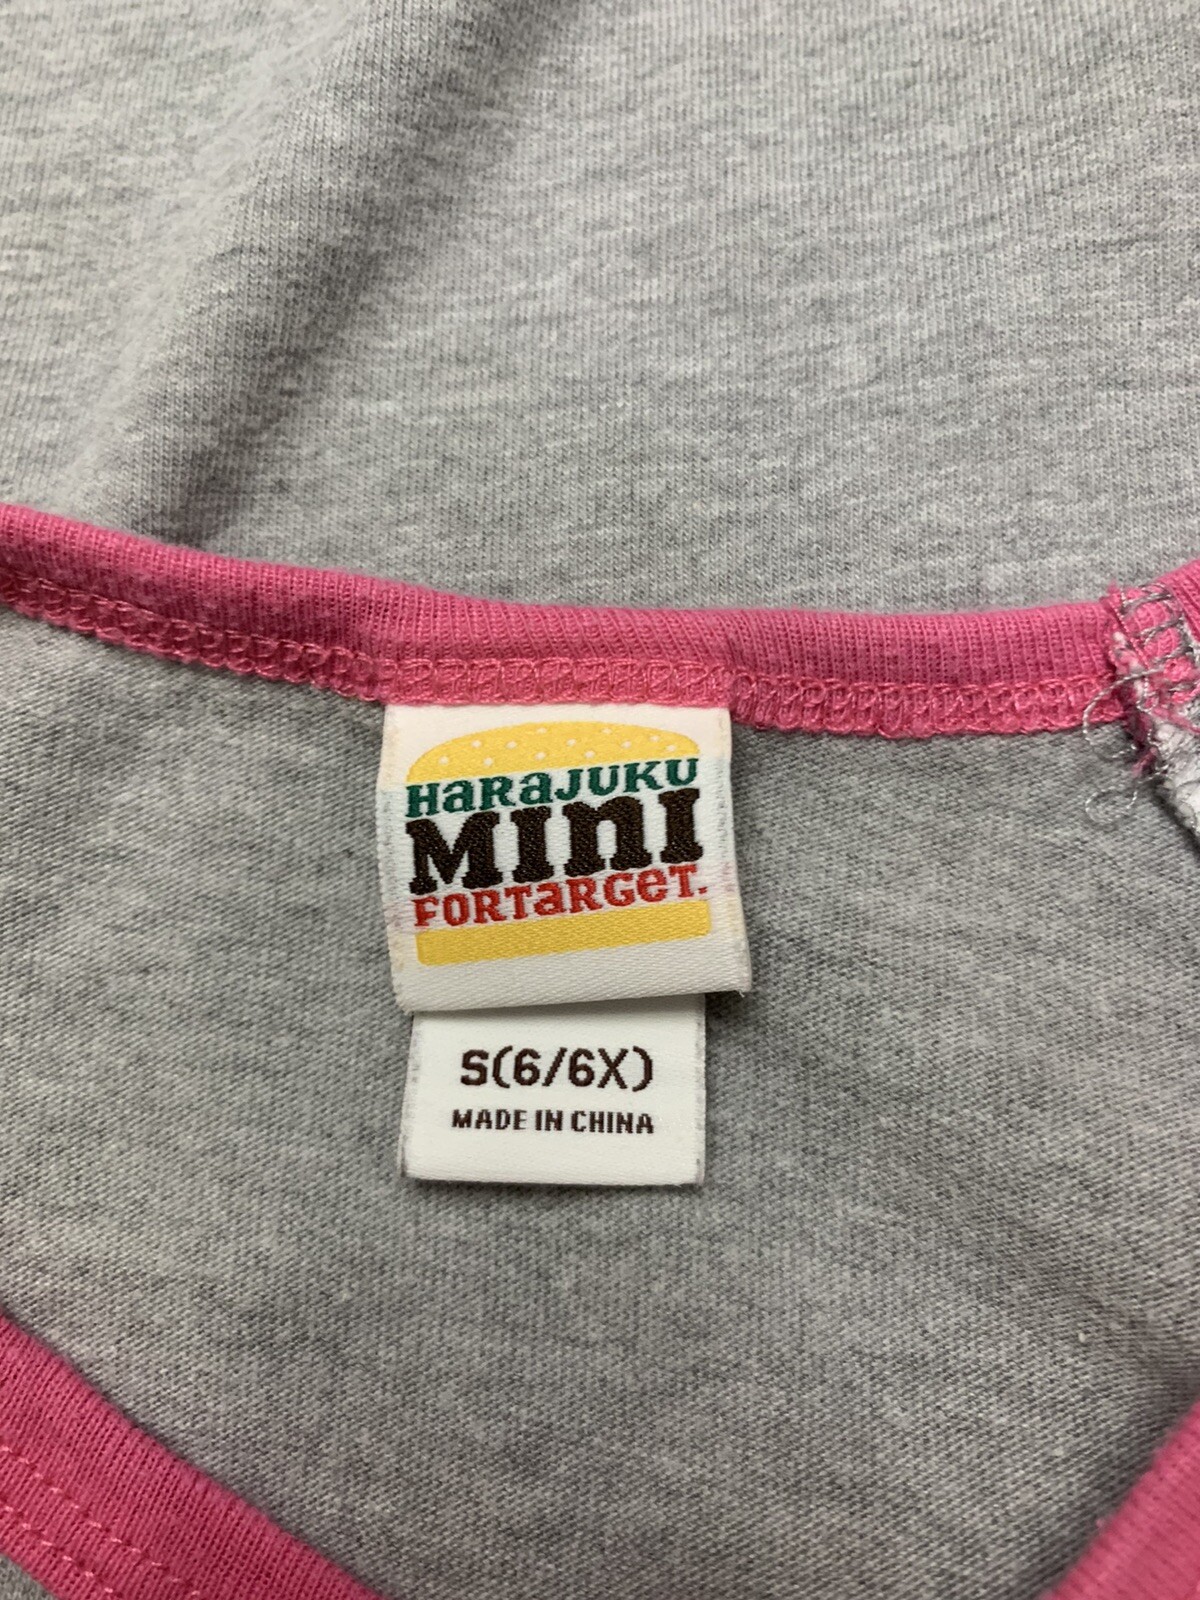 HaRaJUKU
MInI
FORTaRGeT.
S(6/6X)
MADE IN CHINA